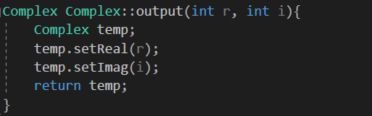 Complex Complex::output(int r, int i){
    Complex temp;
    temp.setReal(r);
    temp.setImag(i);
    return temp;
}